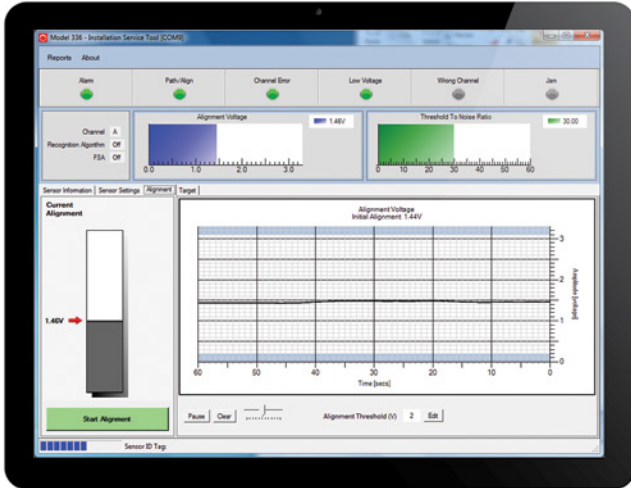 Model 336 - Installation Service Tool [COM9]
Reports About
Alarm Path/Align Channel Error Low Voltage Wrong Channel Jam
Channel A
Recognition Algorithm Off
FSA Off
Alignment Voltage
1.46V
0.0 1.0 2.0 3.0
Threshold To Noise Ratio
30.00
0 10 20 30 40 50 60
Sensor Information Sensor Settings Alignment Target
Current
Alignment
1.46V
Start Alignment
Alignment Voltage
Initial Alignment 1.44V
3
2
1
0
Amplitude [voltage]
60 50 40 30 20 10 0
Time [secs]
Pause Clear Alignment Threshold (V) 2 Edit
Sensor ID Tag: